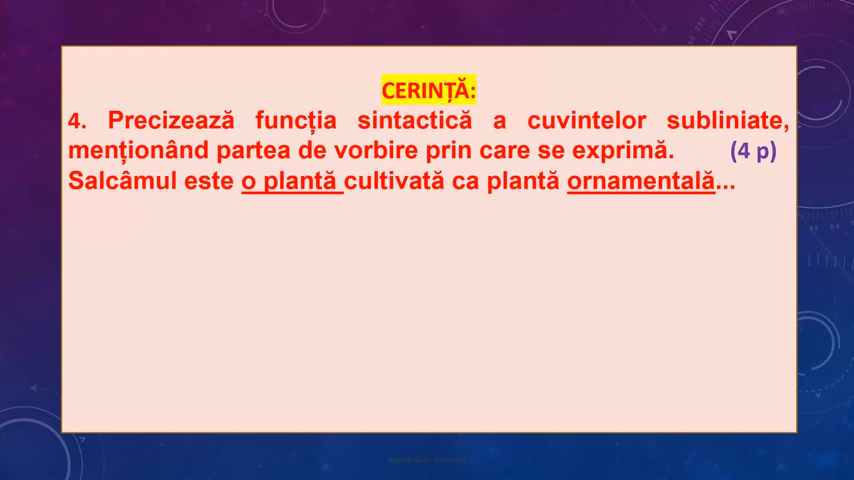 CERINȚĂ:
4. Precizează funcția sintactică a cuvintelor subliniate,
menționând partea de vorbire prin care se exprimă. (4 p)
Salcâmul este o plantă cultivată ca plantă ornamentală...